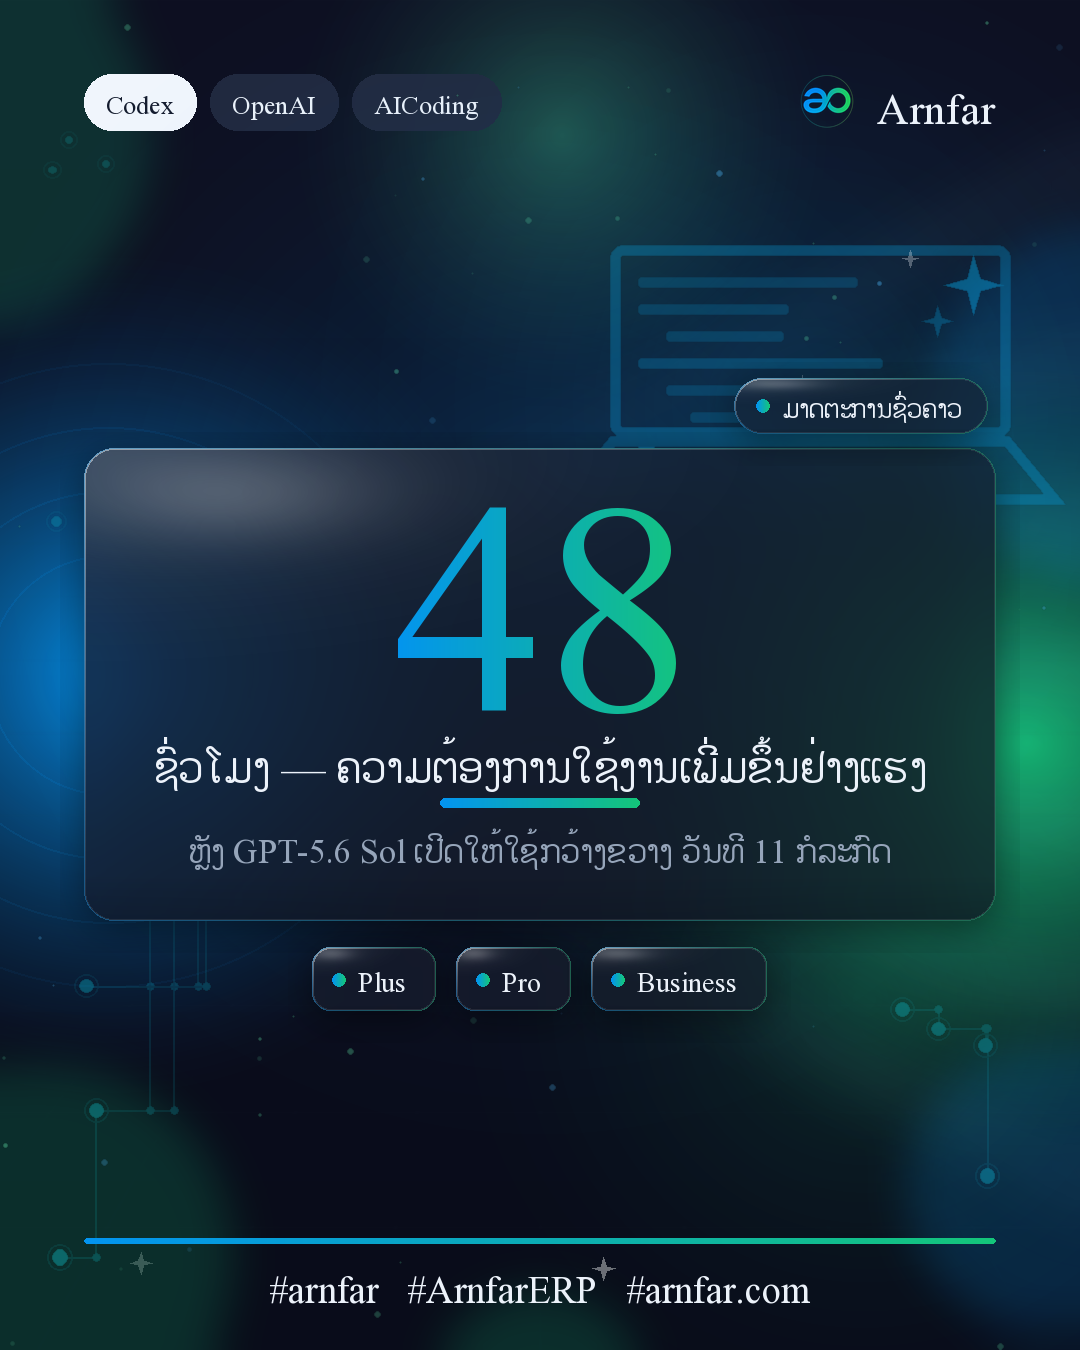 Codex OpenAI AICoding
Arnfar
ມາດຕະການຊົ່ວຄາວ
48
ຊົ່ວໂມງ — ຄວາມຕ້ອງການໃຊ້ງານເພີ່ມຂຶ້ນຢ່າງແຮງ
ຫຼັງ GPT-5.6 Sol ເປີດໃຫ້ໃຊ້ກວ້າງຂວາງ ວັນທີ 11 ກໍລະກົດ
Plus Pro Business
#arnfar #ArnfarERP #arnfar.com